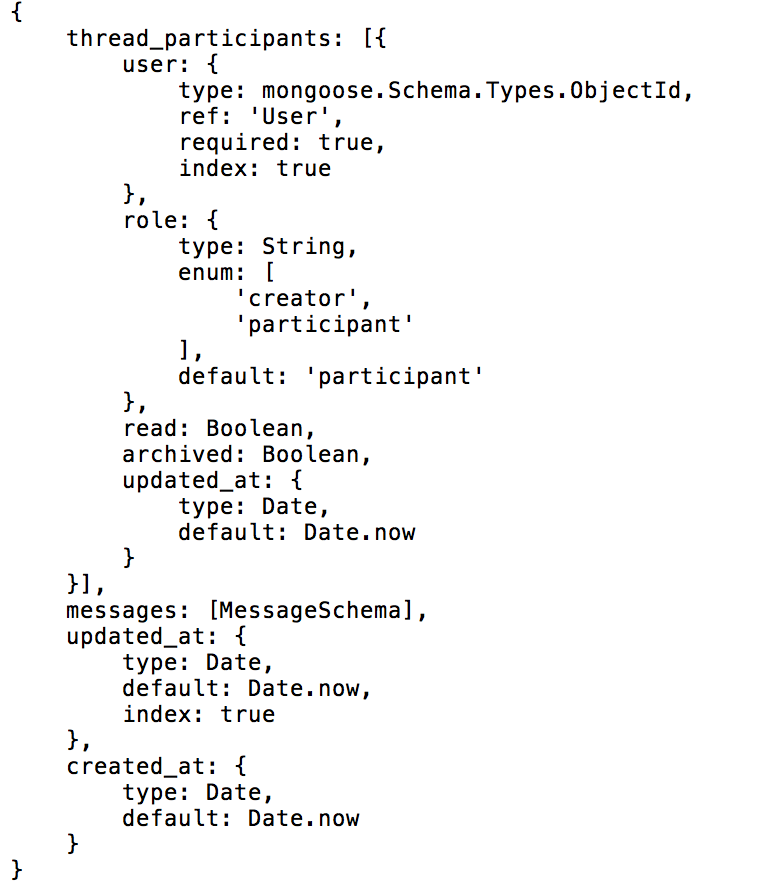 {
    thread_participants: [{
        user: {
            type: mongoose.Schema.Types.ObjectId,
            ref: 'User',
            required: true,
            index: true
        },
        role: {
            type: String,
            enum: [
                'creator',
                'participant'
            ],
            default: 'participant'
        },
        read: Boolean,
        archived: Boolean,
        updated_at: {
            type: Date,
            default: Date.now
        }
    }],
    messages: [MessageSchema],
    updated_at: {
        type: Date,
        default: Date.now,
        index: true
    },
    created_at: {
        type: Date,
        default: Date.now
    }
}